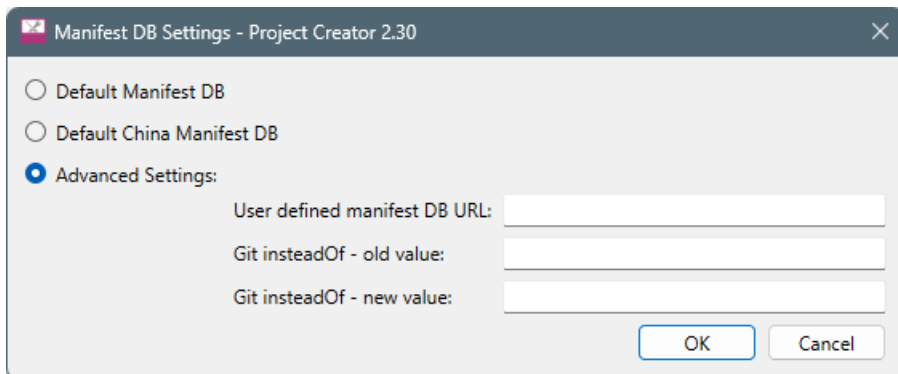 Manifest DB Settings - Project Creator 2.30
Default Manifest DB
Default China Manifest DB
Advanced Settings:
User defined manifest DB URL:
Git insteadOf - old value:
Git insteadOf - new value:
OK Cancel